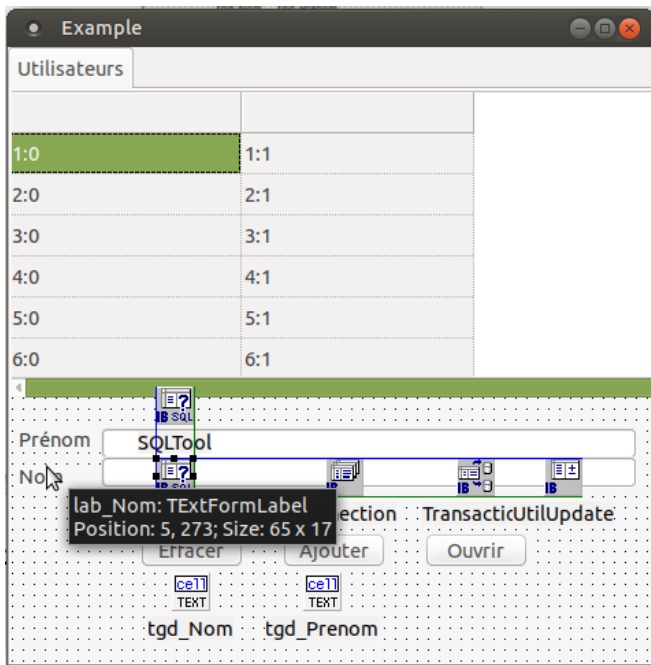 Example
Utilisateurs
1:0 1:1
2:0 2:1
3:0 3:1
4:0 4:1
5:0 5:1
6:0 6:1
IB SQL
Prénom SQLTool
IB IB IB
lab_Nom: TExtFormLabel
Position: 5, 273; Size: 65 x 17
TransacticUtilUpdate
Effacer Ajouter Ouvrir
cell TEXT cell TEXT
tgd_Nom tgd_Prenom